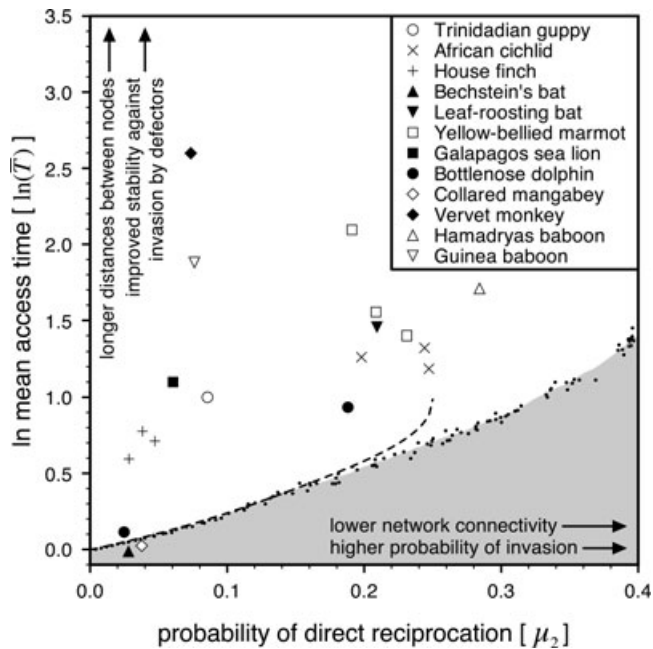 3.5
3.0
2.5
2.0
1.5
1.0
0.5
0.0
ln mean access time [ ln(T̅) ]
longer distances between nodes
improved stability against
invasion by defectors
Trinidadian guppy
African cichlid
House finch
Bechstein's bat
Leaf-roosting bat
Yellow-bellied marmot
Galapagos sea lion
Bottlenose dolphin
Collared mangabey
Vervet monkey
Hamadryas baboon
Guinea baboon
lower network connectivity
higher probability of invasion
0.0 0.1 0.2 0.3 0.4
probability of direct reciprocation [ μ₂ ]